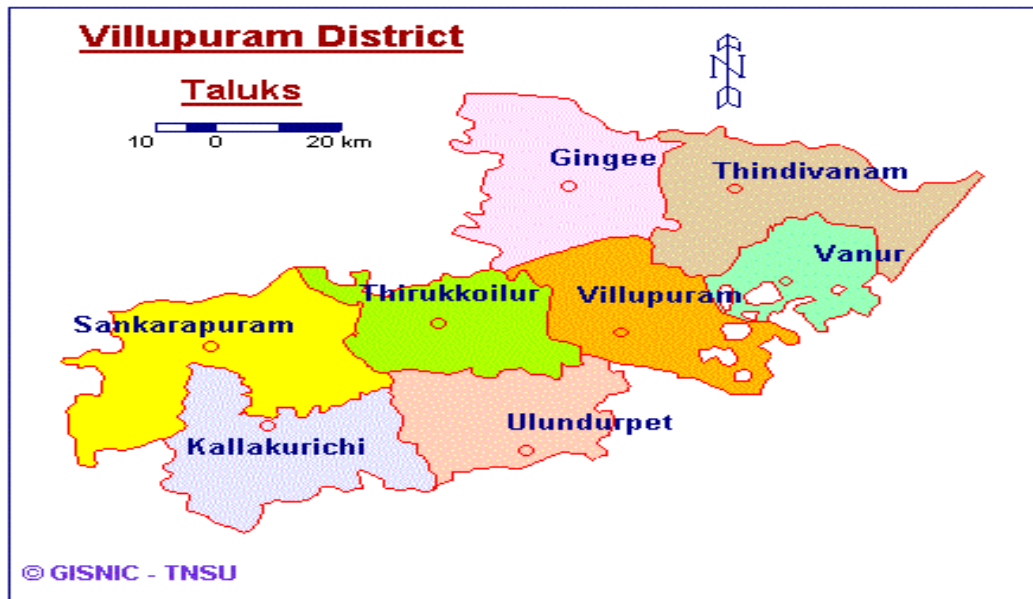 Villupuram District
Taluks
N
10 0 20 km
Gingee
Thindivanam
Vanur
Thirukkoilur
Villupuram
Sankarapuram
Ulundurpet
Kallakurichi
© GISNIC - TNSU